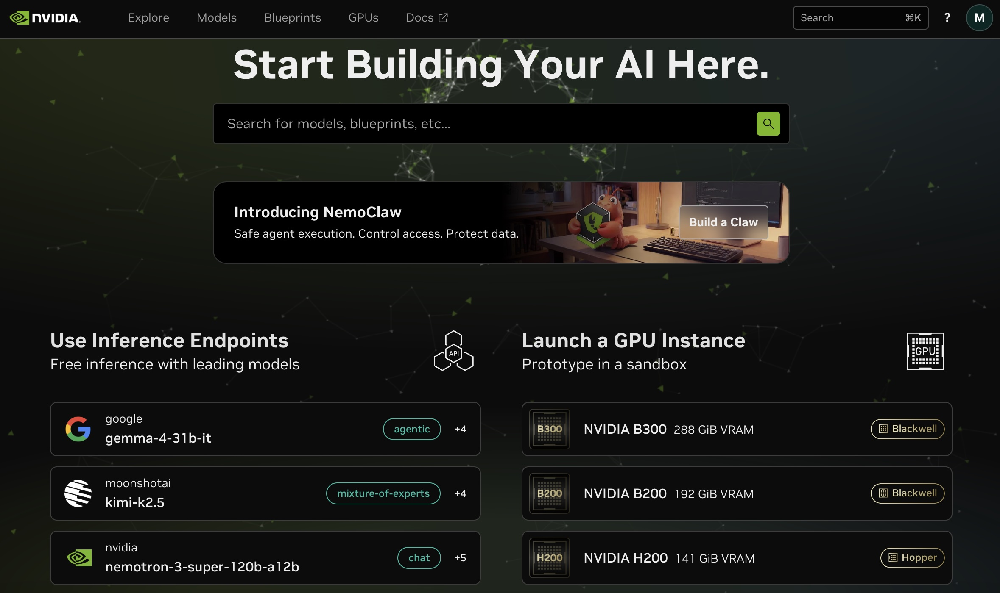 NVIDIA.
Explore Models Blueprints GPUs Docs
Search ⌘K ? M
Start Building Your AI Here.
Search for models, blueprints, etc...
Introducing NemoClaw
Safe agent execution. Control access. Protect data.
Build a Claw
Use Inference Endpoints
Free inference with leading models
API
google
gemma-4-31b-it
agentic +4
moonshotai
kimi-k2.5
mixture-of-experts +4
nvidia
nemotron-3-super-120b-a12b
chat +5
Launch a GPU Instance
Prototype in a sandbox
GPU
B300 NVIDIA B300 288 GiB VRAM Blackwell
B200 NVIDIA B200 192 GiB VRAM Blackwell
H200 NVIDIA H200 141 GiB VRAM Hopper